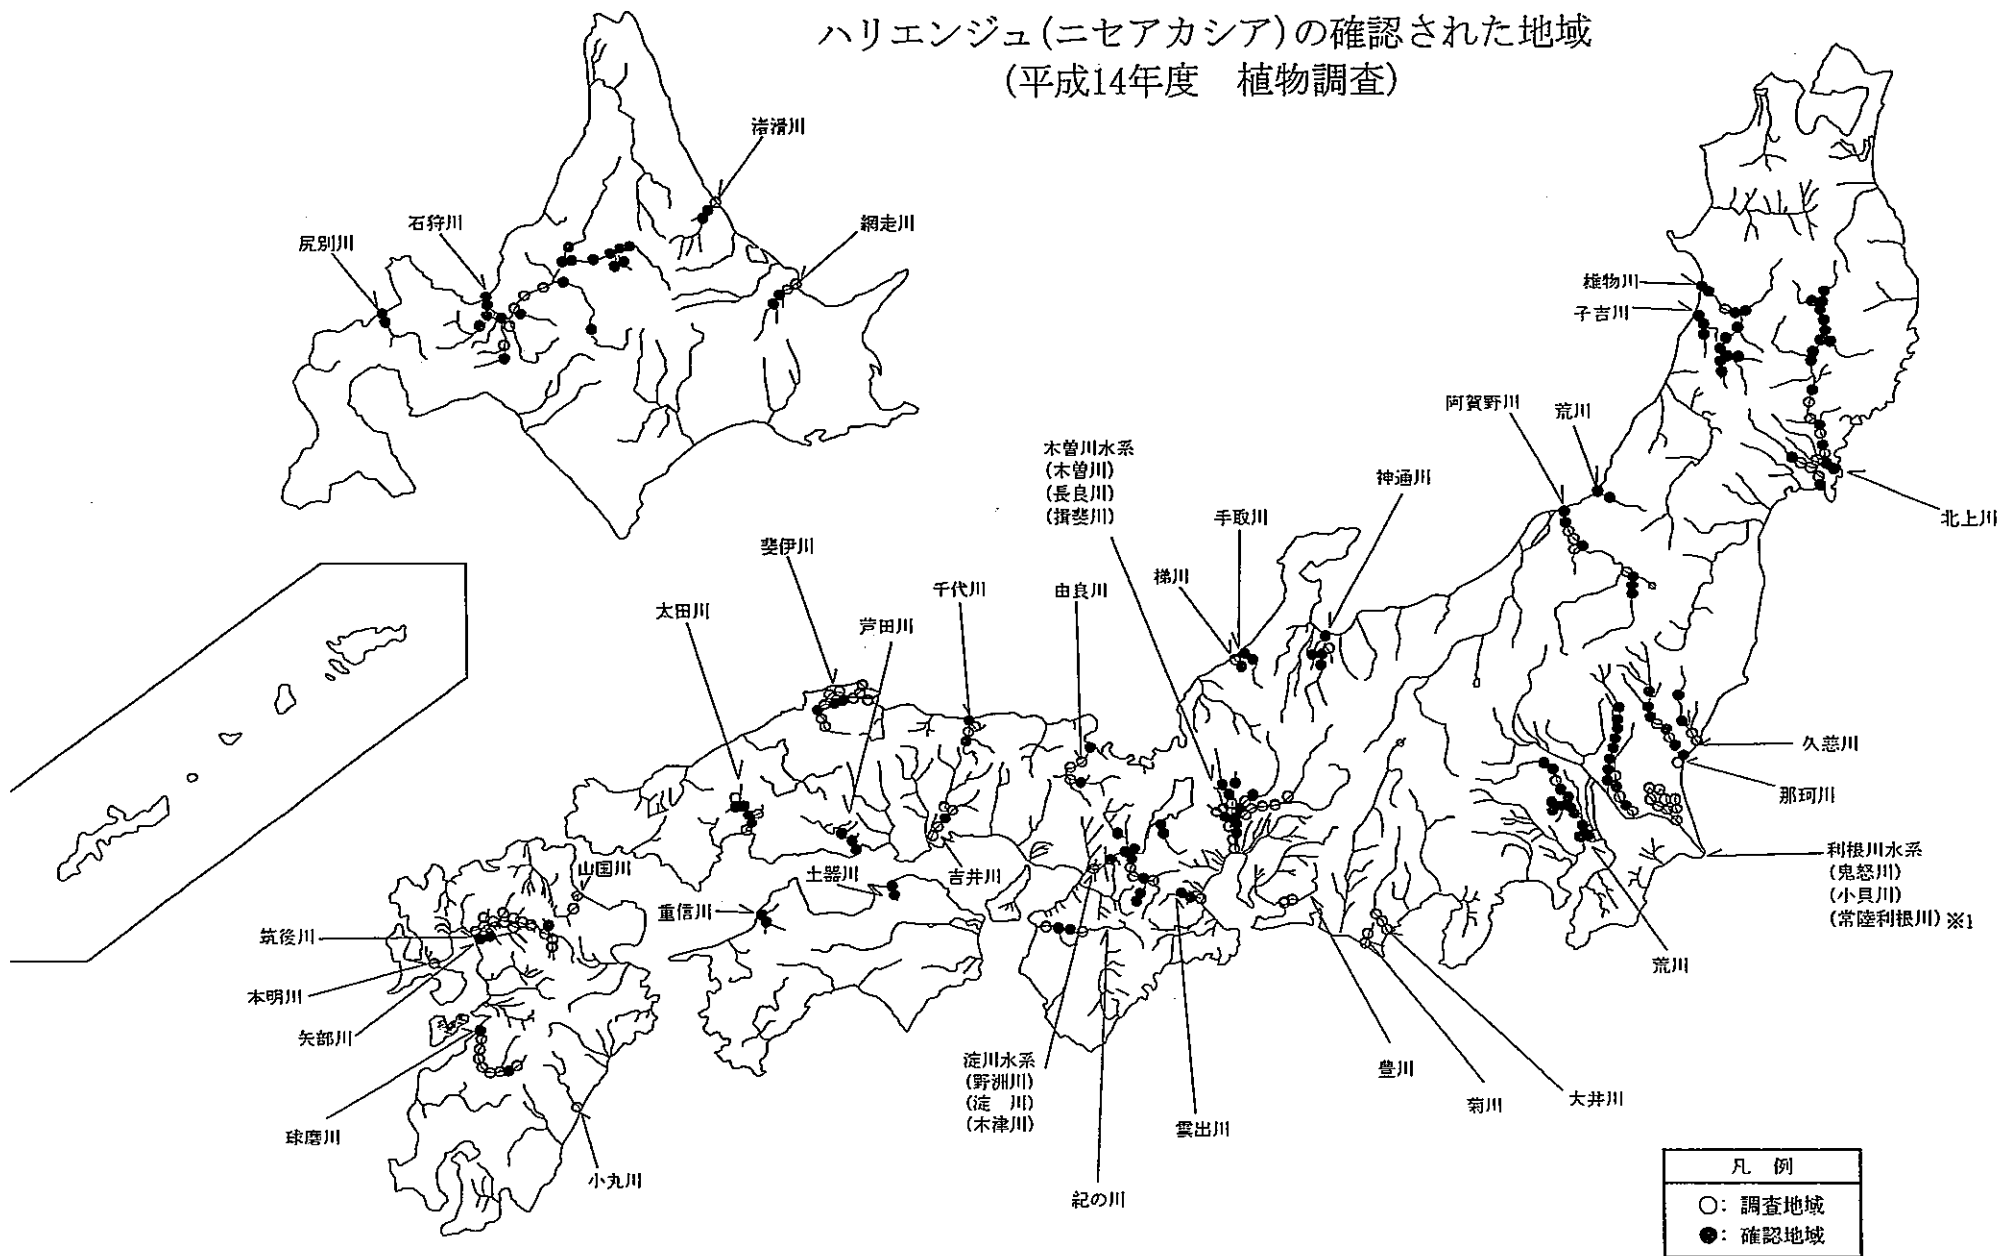 ハリエンジュ(ニセアカシア)の確認された地域
(平成14年度　植物調査)
渚滑川
網走川
石狩川
尻別川
雄物川
子吉川
阿賀野川
荒川
北上川
木曽川水系
(木曽川)
(長良川)
(揖斐川)
神通川
手取川
梯川
斐伊川
千代川
由良川
太田川
芦田川
久慈川
那珂川
利根川水系
(鬼怒川)
(小貝川)
(常陸利根川)※1
荒川
山国川
土器川
吉井川
重信川
筑後川
本明川
矢部川
球磨川
小丸川
淀川水系
(野洲川)
(淀　川)
(木津川)
紀の川
雲出川
豊川
菊川
大井川
凡　例
○：調査地域
●：確認地域